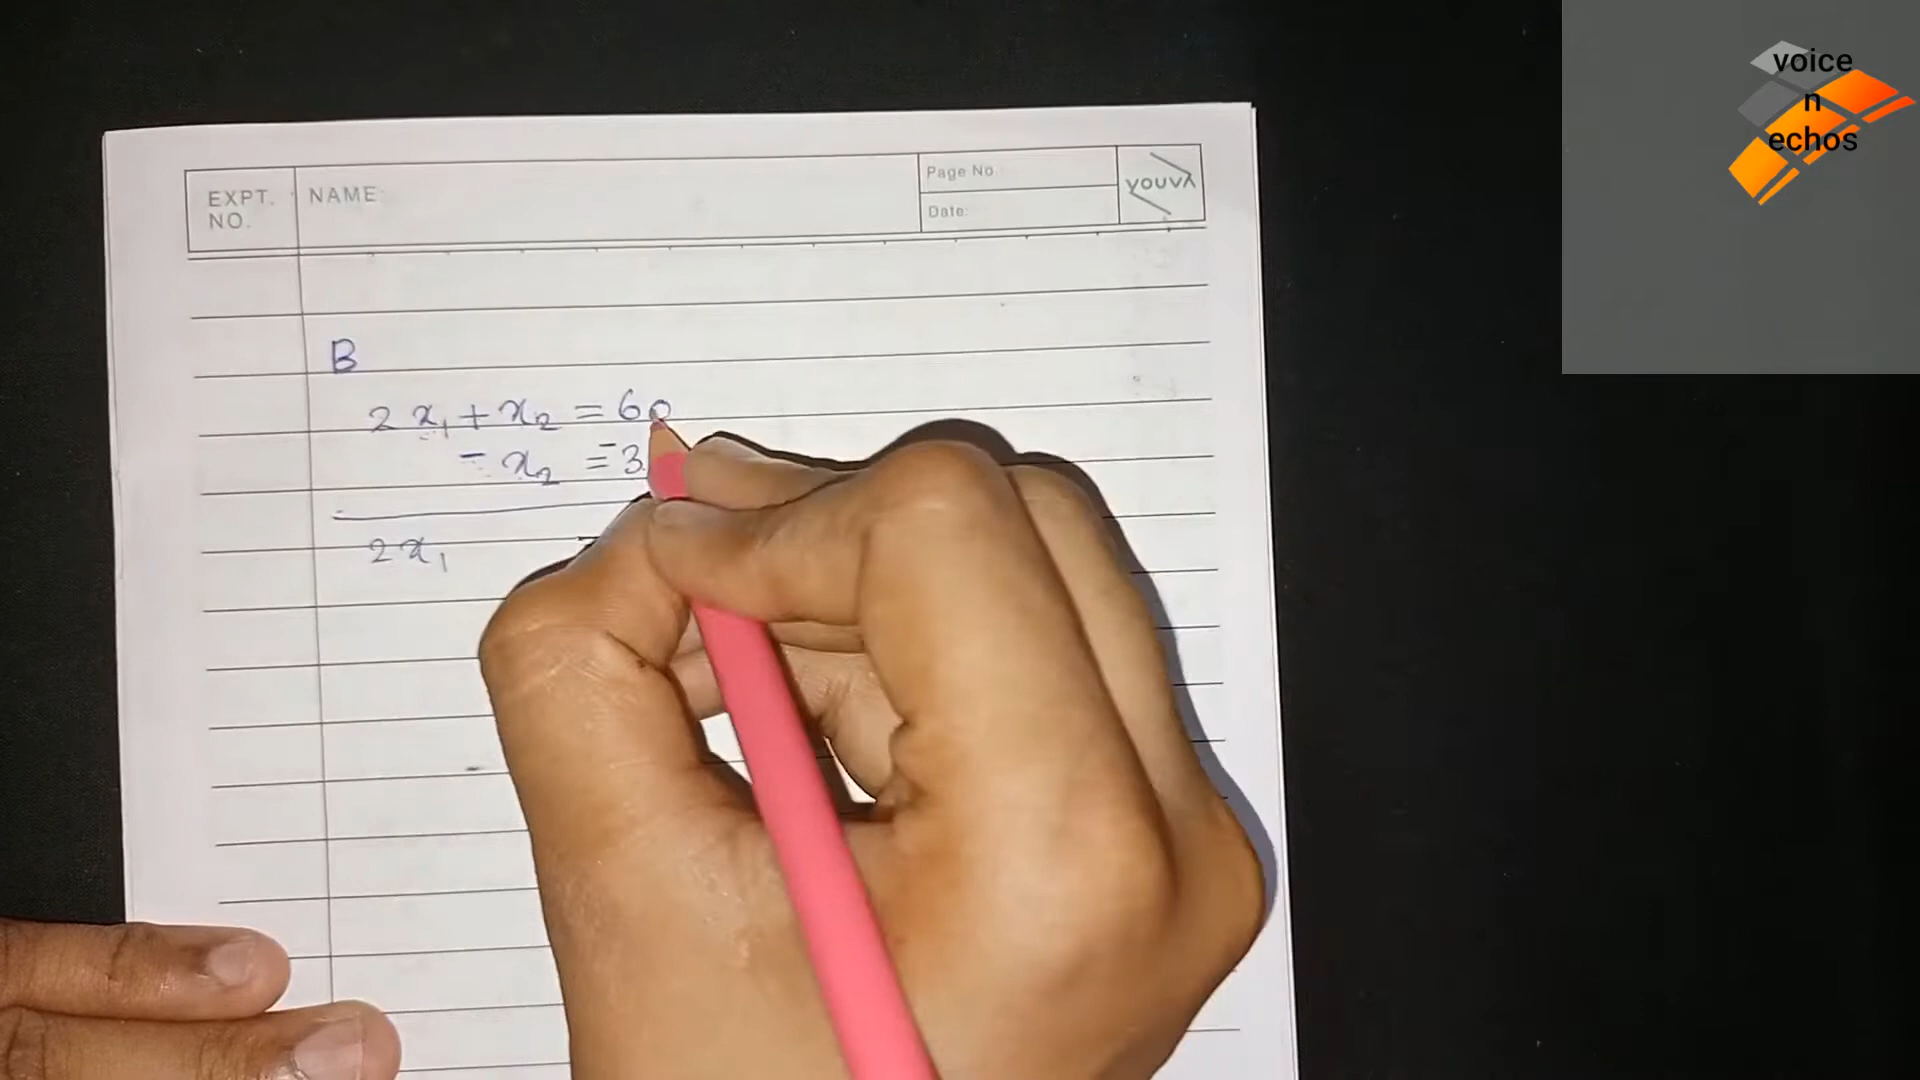 voice
n
echos
EXPT.
NO.
NAME:
Page No
Date:
YOUVA
B
2x₁ + x₂ = 60
- x₂ = -3
2x₁